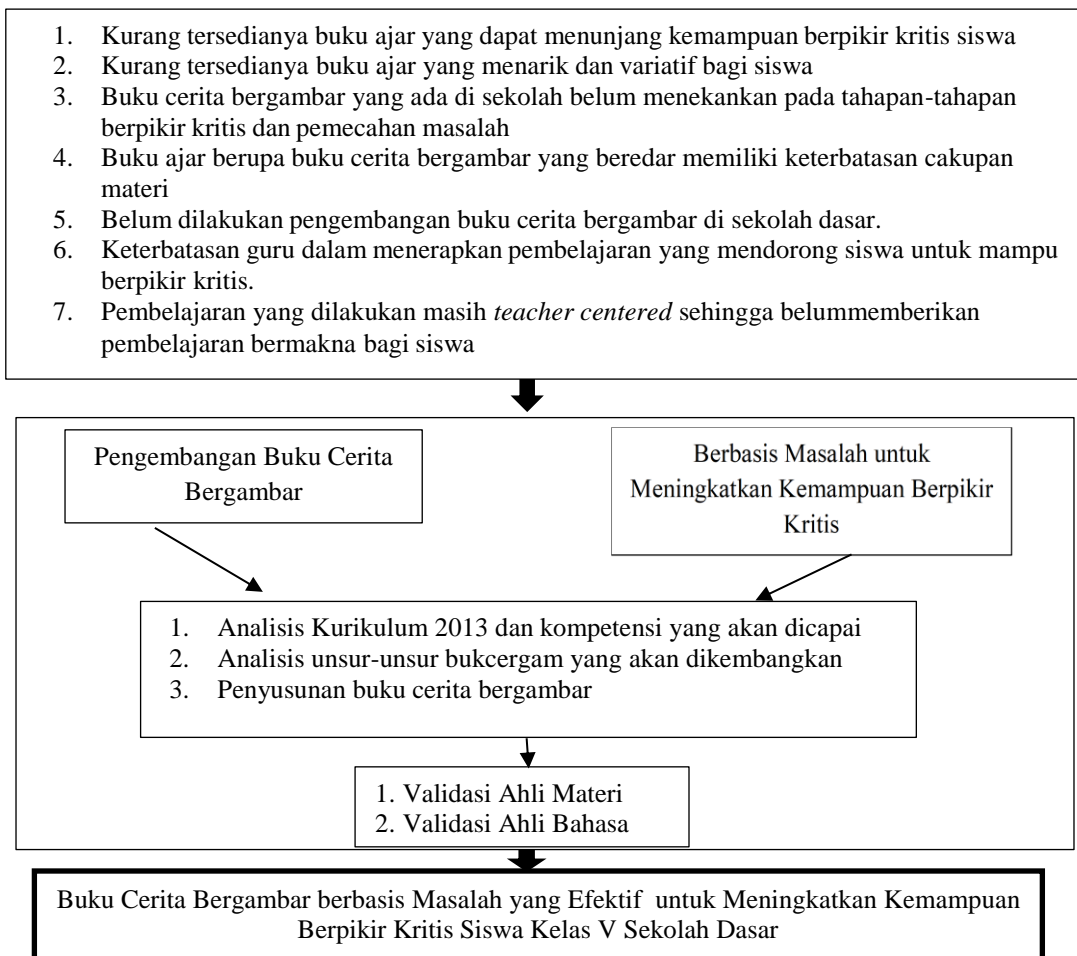 1. Kurang tersedianya buku ajar yang dapat menunjang kemampuan berpikir kritis siswa
2. Kurang tersedianya buku ajar yang menarik dan variatif bagi siswa
3. Buku cerita bergambar yang ada di sekolah belum menekankan pada tahapan-tahapan
berpikir kritis dan pemecahan masalah
4. Buku ajar berupa buku cerita bergambar yang beredar memiliki keterbatasan cakupan
materi
5. Belum dilakukan pengembangan buku cerita bergambar di sekolah dasar.
6. Keterbatasan guru dalam menerapkan pembelajaran yang mendorong siswa untuk mampu
berpikir kritis.
7. Pembelajaran yang dilakukan masih teacher centered sehingga belummemberikan
pembelajaran bermakna bagi siswa
Pengembangan Buku Cerita
Bergambar
Berbasis Masalah untuk
Meningkatkan Kemampuan Berpikir
Kritis
1. Analisis Kurikulum 2013 dan kompetensi yang akan dicapai
2. Analisis unsur-unsur bukcergam yang akan dikembangkan
3. Penyusunan buku cerita bergambar
1. Validasi Ahli Materi
2. Validasi Ahli Bahasa
Buku Cerita Bergambar berbasis Masalah yang Efektif untuk Meningkatkan Kemampuan
Berpikir Kritis Siswa Kelas V Sekolah Dasar